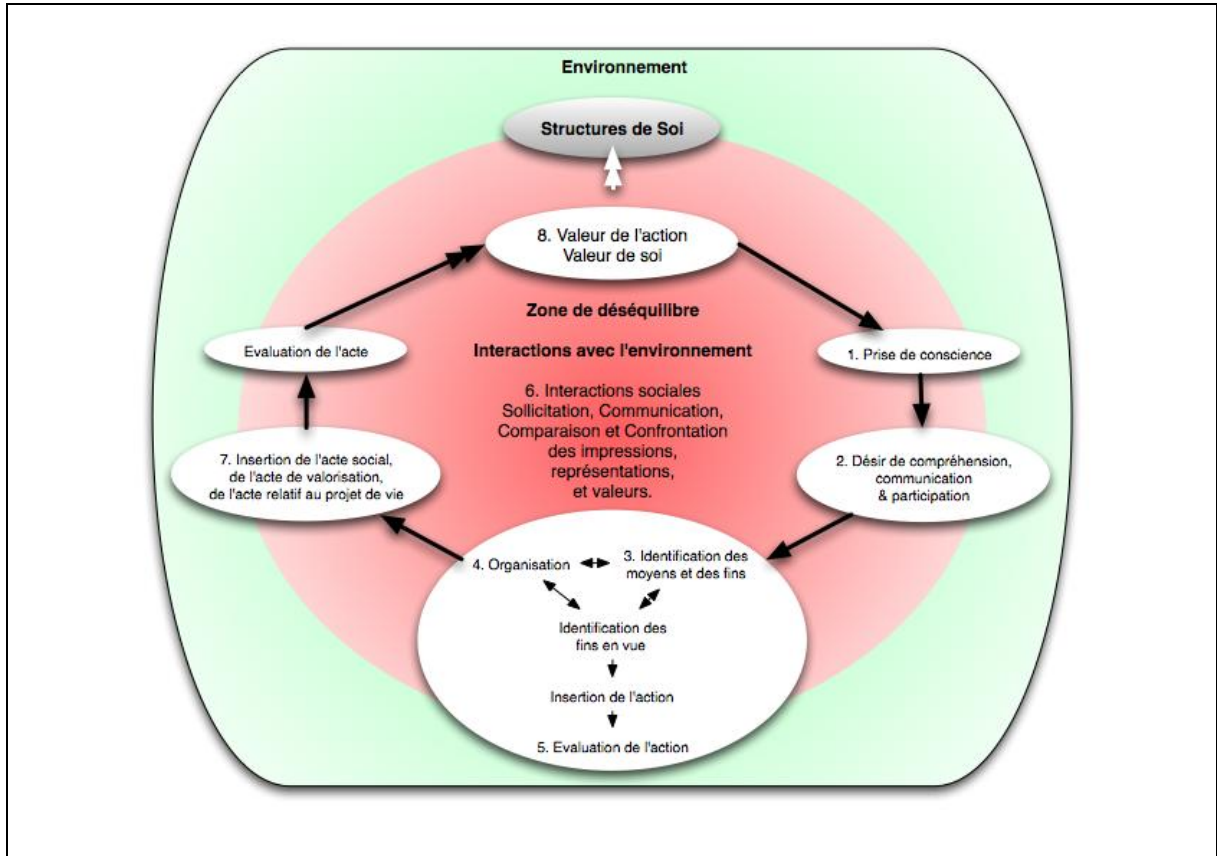 Environnement
Structures de Soi
8. Valeur de l'action
Valeur de soi
Zone de déséquilibre
Evaluation de l'acte
Interactions avec l'environnement
1. Prise de conscience
6. Interactions sociales
Sollicitation, Communication,
Comparaison et Confrontation
des impressions,
représentations,
et valeurs.
7. Insertion de l'acte social,
de l'acte de valorisation,
de l'acte relatif au projet de vie
2. Désir de compréhension,
communication
& participation
4. Organisation
3. Identification des
moyens et des fins
Identification des
fins en vue
Insertion de l'action
5. Evaluation de l'action